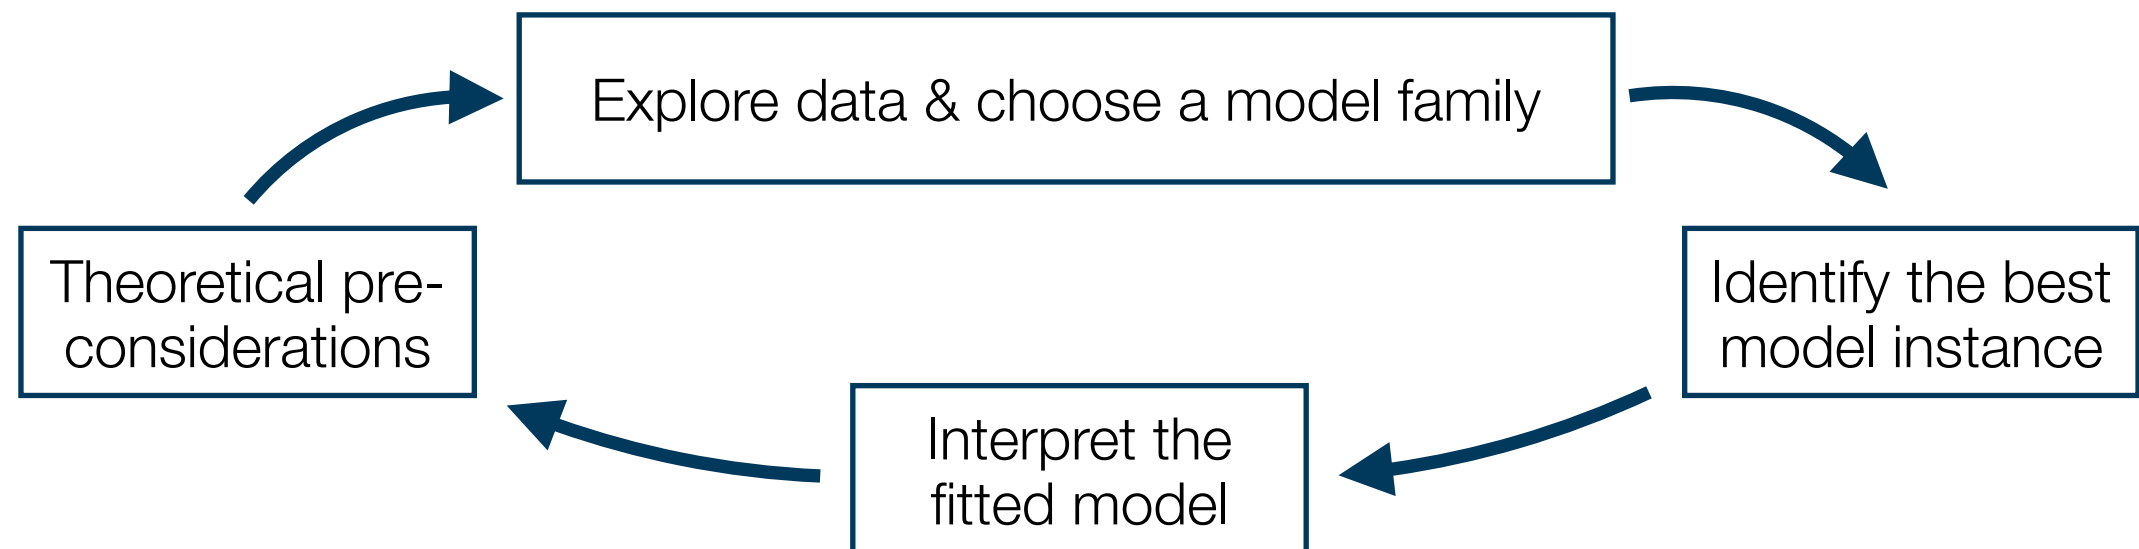 Explore data & choose a model family
Theoretical pre-
considerations
Identify the best
model instance
Interpret the
fitted model